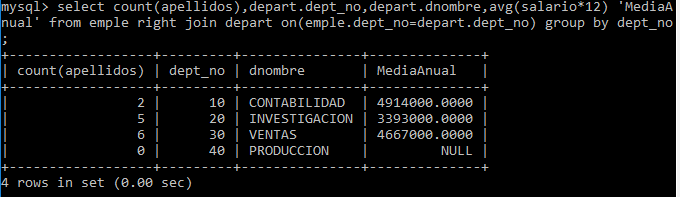 mysql> select count(apellidos),depart.dept_no,depart.dnombre,avg(salario*12) 'MediaA
nual' from emple right join depart on(emple.dept_no=depart.dept_no) group by dept_no
;
+------------------+---------+---------------+--------------+
| count(apellidos) | dept_no | dnombre       | MediaAnual   |
+------------------+---------+---------------+--------------+
|                2 |      10 | CONTABILIDAD  | 4914000.0000 |
|                5 |      20 | INVESTIGACION | 3393000.0000 |
|                6 |      30 | VENTAS        | 4667000.0000 |
|                0 |      40 | PRODUCCION    |         NULL |
+------------------+---------+---------------+--------------+
4 rows in set (0.00 sec)